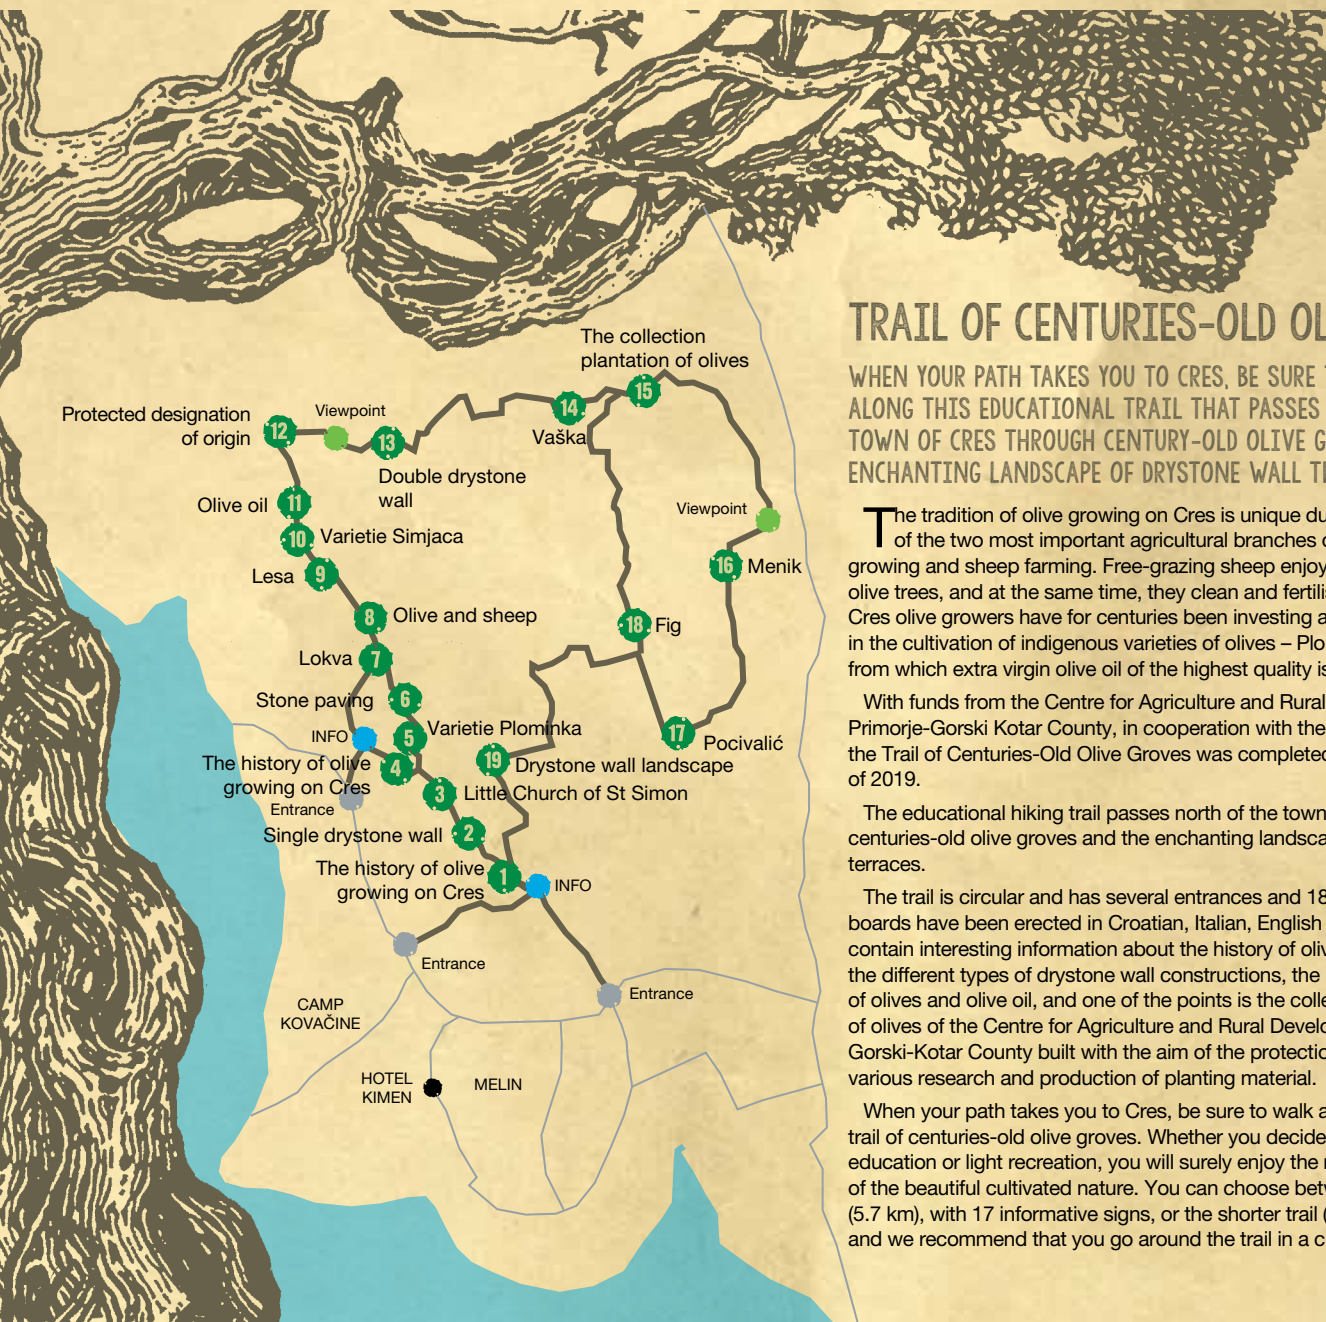 The collection
plantation of olives
15
14
Vaška
Protected designation
of origin
12
Viewpoint
13
Double drystone
wall
Olive oil
11
10
Varietie Simjaca
Lesa
9
8
Olive and sheep
Lokva
7
Stone paving
6
INFO
5
Varietie Plominka
The history of olive
growing on Cres
4
Entrance
3
Little Church of St Simon
Single drystone wall
2
The history of olive
growing on Cres
1
INFO
19
Drystone wall landscape
Viewpoint
16
Menik
18
Fig
17
Pocivalić
Entrance
Entrance
CAMP
KOVAČINE
HOTEL
KIMEN
MELIN
TRAIL OF CENTURIES-OLD OL
WHEN YOUR PATH TAKES YOU TO CRES, BE SURE
ALONG THIS EDUCATIONAL TRAIL THAT PASSES
TOWN OF CRES THROUGH CENTURY-OLD OLIVE G
ENCHANTING LANDSCAPE OF DRYSTONE WALL TE
The tradition of olive growing on Cres is unique du
of the two most important agricultural branches
growing and sheep farming. Free-grazing sheep enjoy
olive trees, and at the same time, they clean and fertilis
Cres olive growers have for centuries been investing a
in the cultivation of indigenous varieties of olives – Plo
from which extra virgin olive oil of the highest quality is
With funds from the Centre for Agriculture and Rural
Primorje-Gorski Kotar County, in cooperation with the
the Trail of Centuries-Old Olive Groves was completed
of 2019.
The educational hiking trail passes north of the town
centuries-old olive groves and the enchanting landsca
terraces.
The trail is circular and has several entrances and 18
boards have been erected in Croatian, Italian, English
contain interesting information about the history of oliv
the different types of drystone wall constructions, the
of olives and olive oil, and one of the points is the colle
of olives of the Centre for Agriculture and Rural Develo
Gorski-Kotar County built with the aim of the protectio
various research and production of planting material.
When your path takes you to Cres, be sure to walk a
trail of centuries-old olive groves. Whether you decide
education or light recreation, you will surely enjoy the
of the beautiful cultivated nature. You can choose betw
(5.7 km), with 17 informative signs, or the shorter trail (
and we recommend that you go around the trail in a c